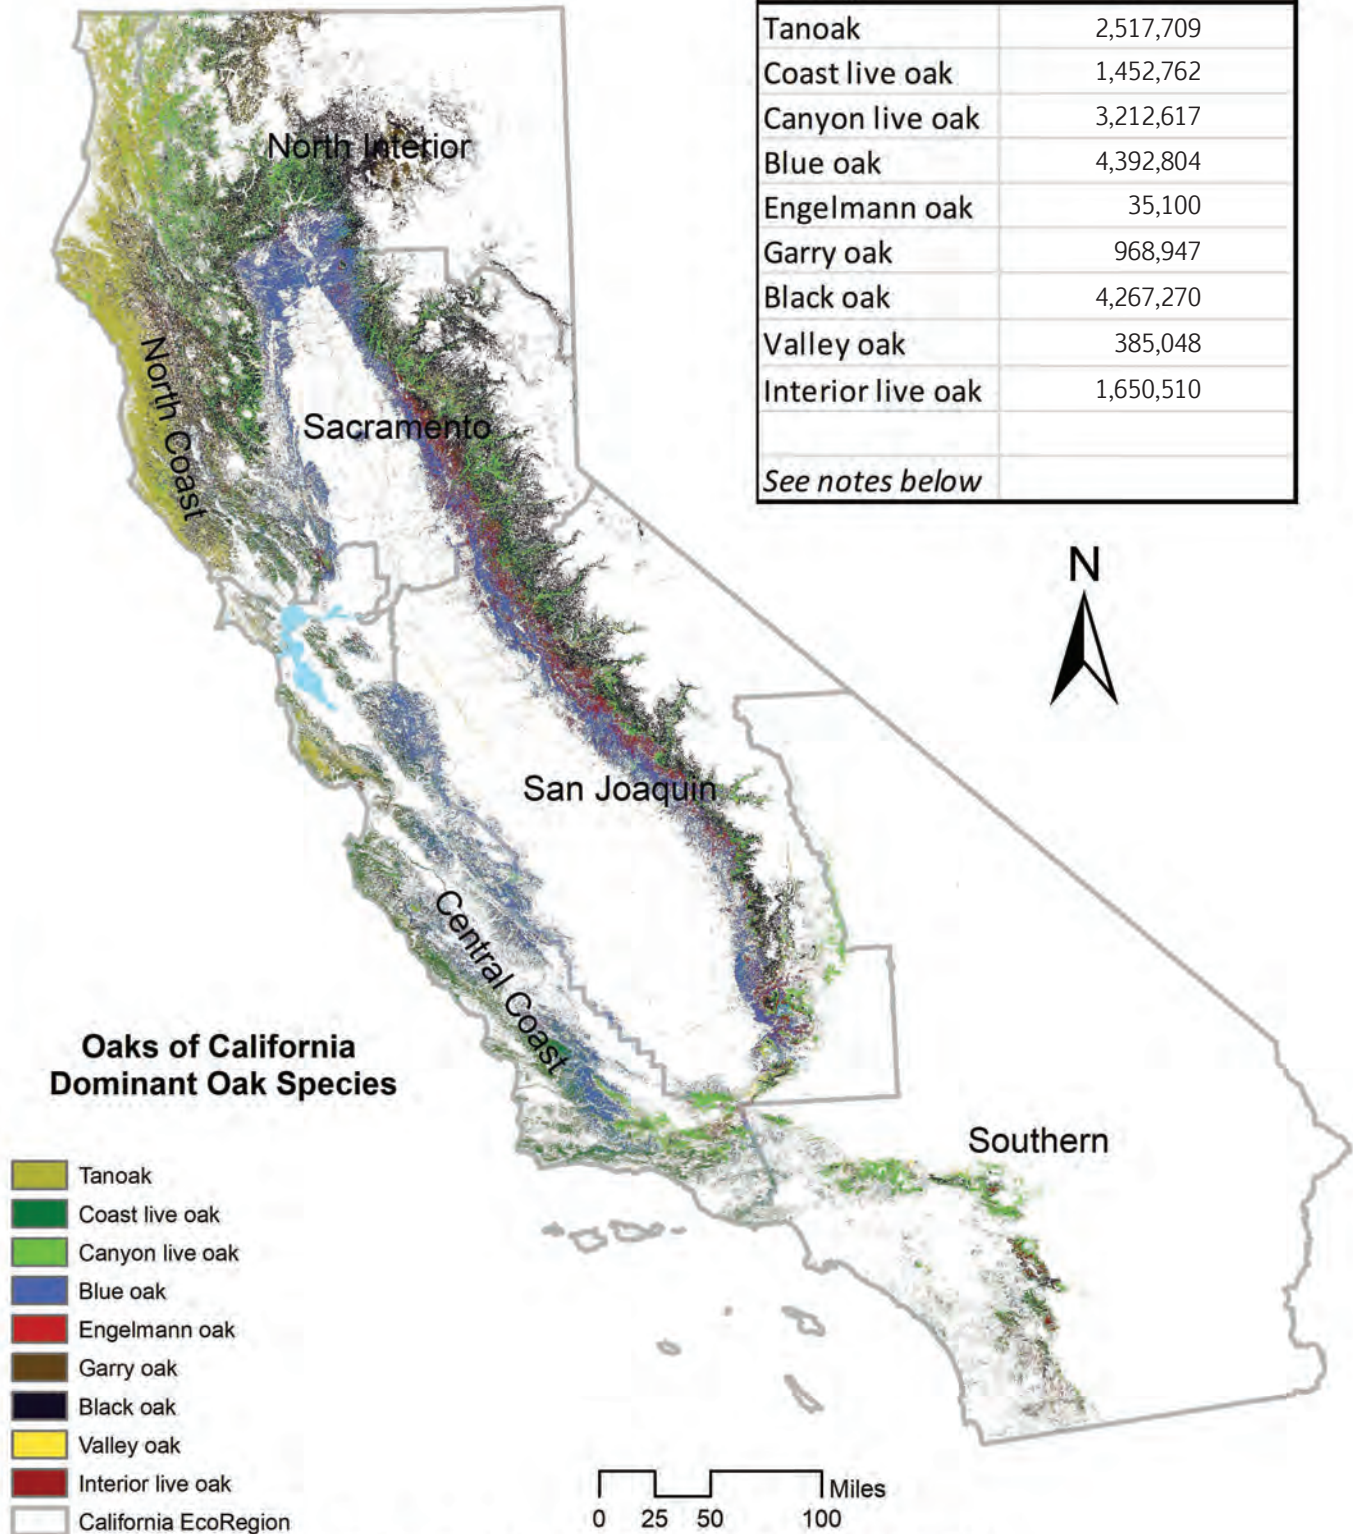 Tanoak 2,517,709
Coast live oak 1,452,762
Canyon live oak 3,212,617
Blue oak 4,392,804
Engelmann oak 35,100
Garry oak 968,947
Black oak 4,267,270
Valley oak 385,048
Interior live oak 1,650,510
See notes below
North Interior
North Coast
Sacramento
N
San Joaquin
Central Coast
Southern
Oaks of California
Dominant Oak Species
Tanoak
Coast live oak
Canyon live oak
Blue oak
Engelmann oak
Garry oak
Black oak
Valley oak
Interior live oak
California EcoRegion
Miles
0 25 50 100